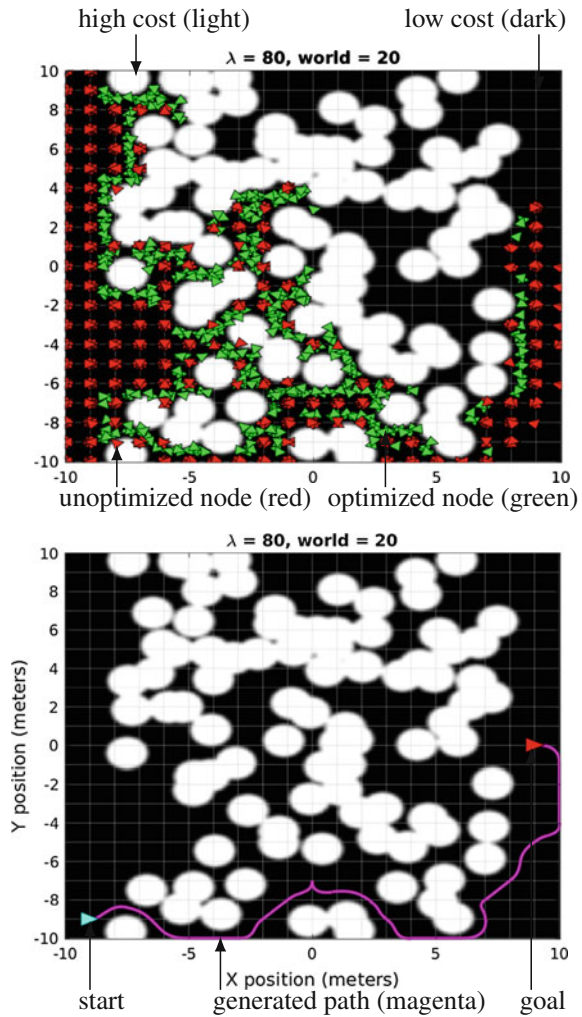 high cost (light) low cost (dark)
λ = 80, world = 20
10
8
6
4
2
0
-2
-4
-6
-8
-10
-10 -5 0 5 10
unoptimized node (red) optimized node (green)
λ = 80, world = 20
Y position (meters)
10
8
6
4
2
0
-2
-4
-6
-8
-10
-10 -5 0 5 10
X position (meters)
start generated path (magenta) goal